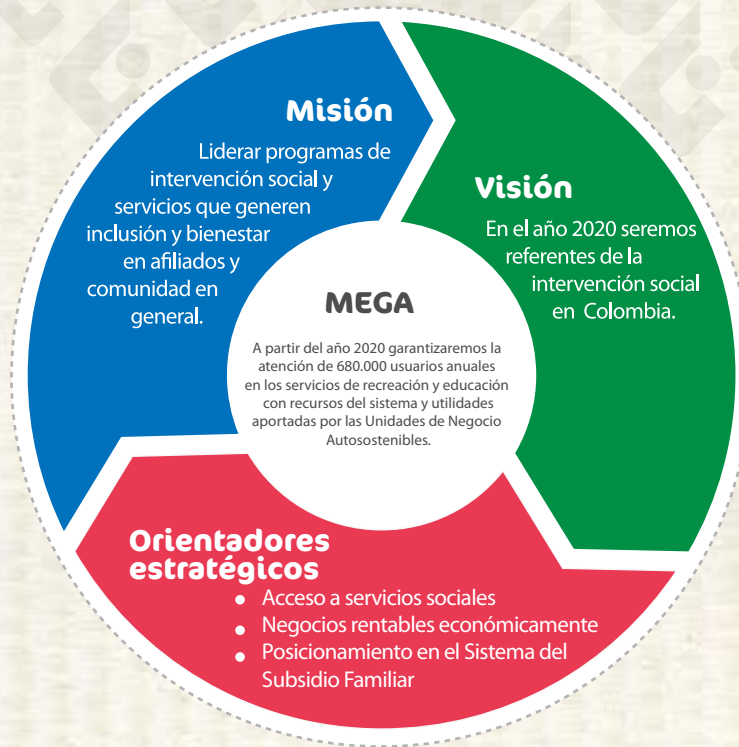 Misión
Liderar programas de
intervención social y
servicios que generen
inclusión y bienestar
en afiliados y
comunidad en
general.
Visión
En el año 2020 seremos
referentes de la
intervención social
en Colombia.
MEGA
A partir del año 2020 garantizaremos la
atención de 680.000 usuarios anuales
en los servicios de recreación y educación
con recursos del sistema y utilidades
aportadas por las Unidades de Negocio
Autosostenibles.
Orientadores
estratégicos
• Acceso a servicios sociales
• Negocios rentables económicamente
• Posicionamiento en el Sistema del
Subsidio Familiar